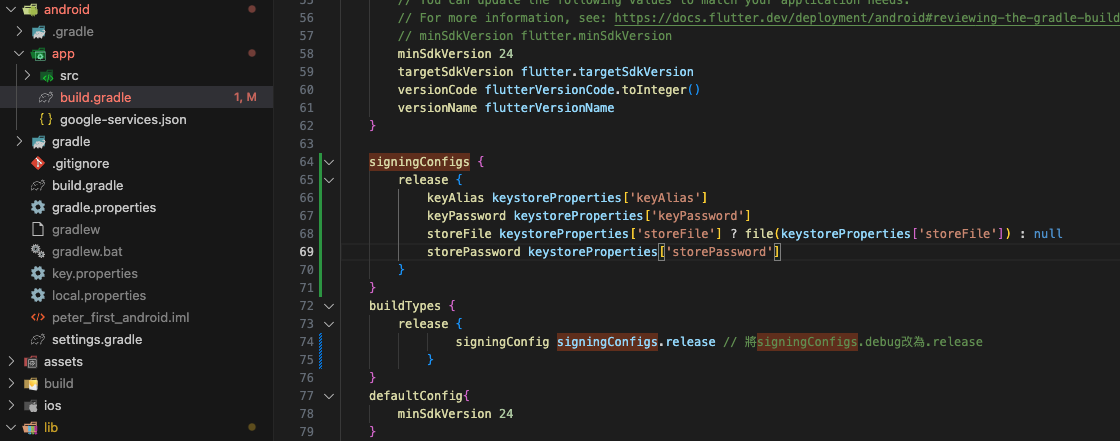 android
.gradle
app
src
build.gradle 1, M
google-services.json
gradle
.gitignore
build.gradle
gradle.properties
gradlew
gradlew.bat
key.properties
local.properties
peter_first_android.iml
settings.gradle
assets
build
ios
lib
55 // You can update the following values to match your application needs.
56 // For more information, see: https://docs.flutter.dev/deployment/android#reviewing-the-gradle-build
57 // minSdkVersion flutter.minSdkVersion
58 minSdkVersion 24
59 targetSdkVersion flutter.targetSdkVersion
60 versionCode flutterVersionCode.toInteger()
61 versionName flutterVersionName
62 }
63
64 signingConfigs {
65 release {
66 keyAlias keystoreProperties['keyAlias']
67 keyPassword keystoreProperties['keyPassword']
68 storeFile keystoreProperties['storeFile'] ? file(keystoreProperties['storeFile']) : null
69 storePassword keystoreProperties['storePassword']
70 }
71 }
72 buildTypes {
73 release {
74 signingConfig signingConfigs.release // 將signingConfigs.debug改為.release
75 }
76 }
77 defaultConfig{
78 minSdkVersion 24
79 }